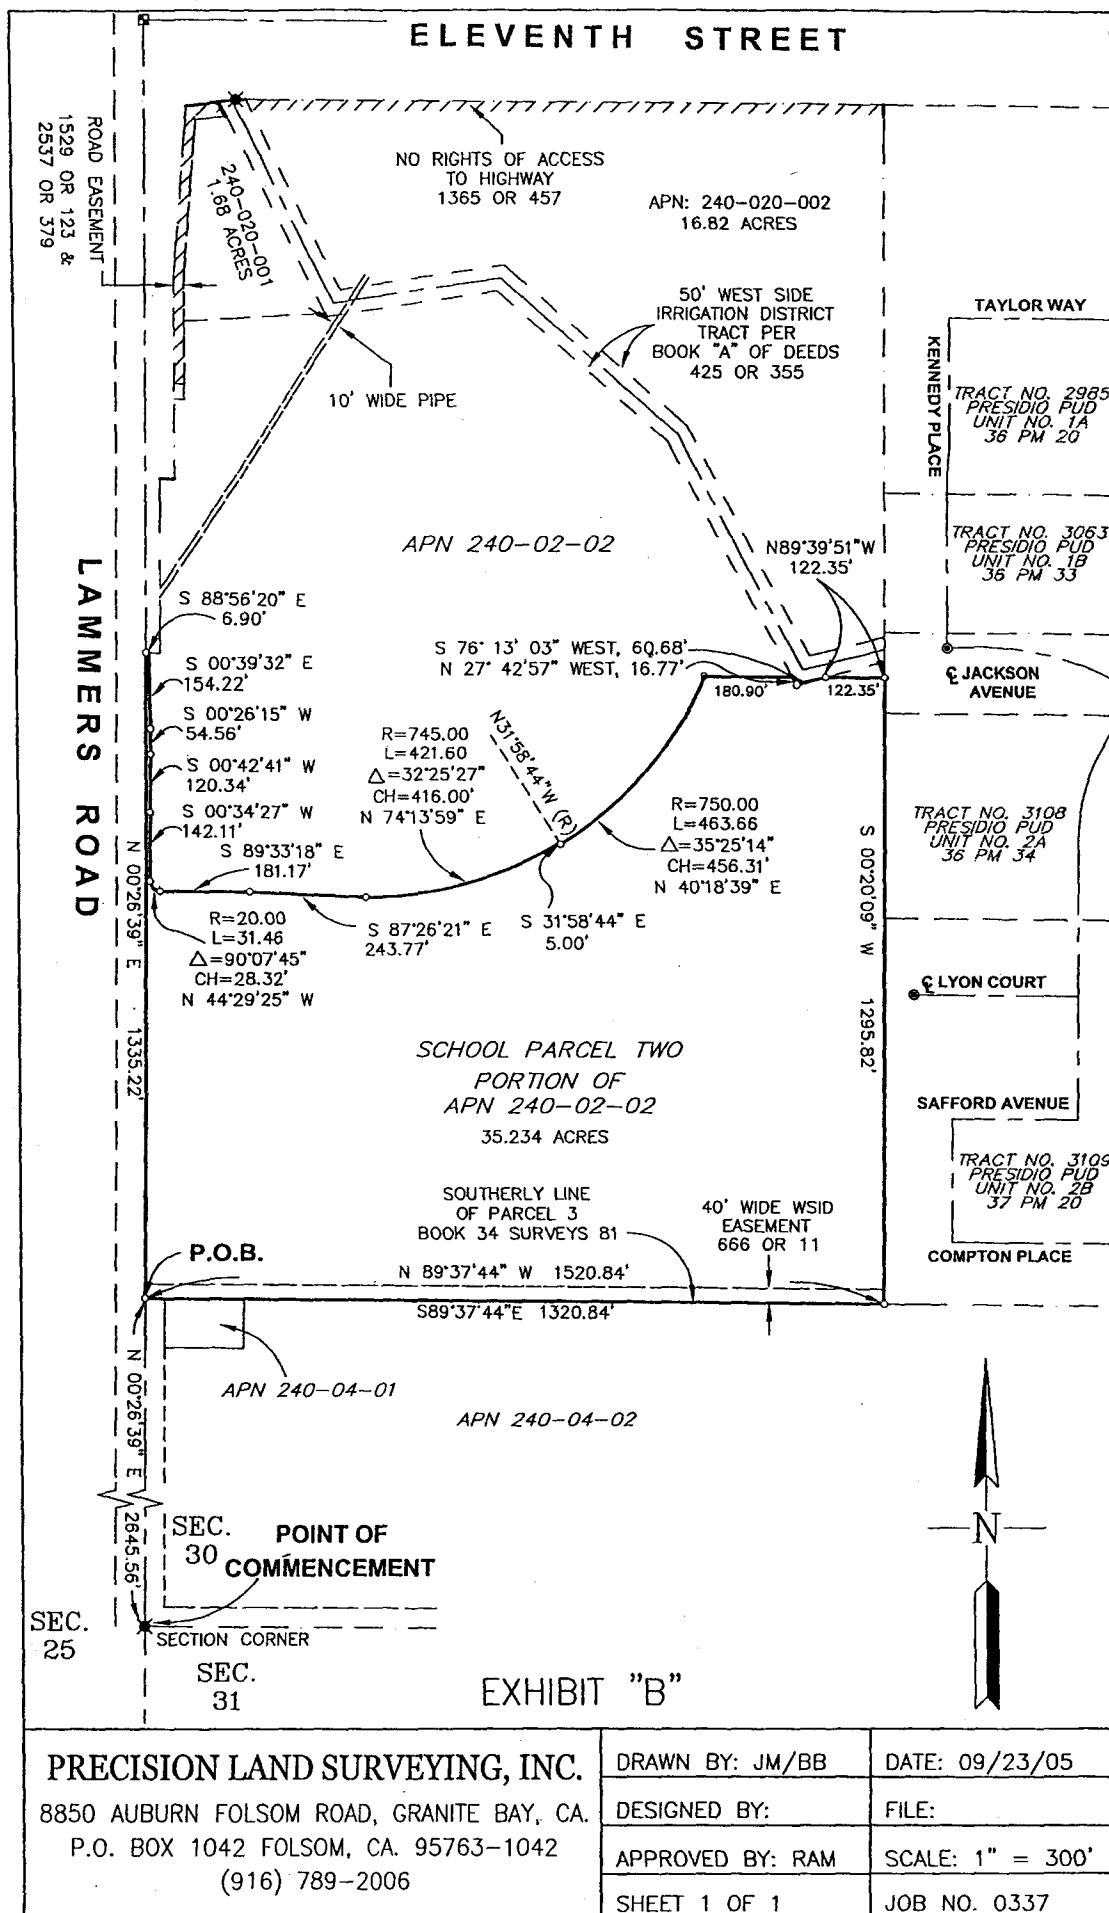 ELEVENTH STREET
ROAD EASEMENT
1529 OR 123 &
2537 OR 379
240-020-001
1.68 ACRES
NO RIGHTS OF ACCESS
TO HIGHWAY
1365 OR 457
APN: 240-020-002
16.82 ACRES
50' WEST SIDE
IRRIGATION DISTRICT
TRACT PER
BOOK "A" OF DEEDS
425 OR 355
10' WIDE PIPE
TAYLOR WAY
KENNEDY PLACE
TRACT NO. 2985
PRESIDIO PUD
UNIT NO. 1A
36 PM 20
TRACT NO. 3063
PRESIDIO PUD
UNIT NO. 1B
36 PM 33
APN 240-02-02
N89°39'51"W
122.35'
LAMMERS ROAD
S 88°56'20" E
6.90'
S 00°39'32" E
154.22'
S 00°26'15" W
54.56'
S 00°42'41" W
120.34'
S 00°34'27" W
142.11'
S 76° 13' 03" WEST, 60.68'
N 27° 42'57" WEST, 16.77'
180.90'
122.35'
℄ JACKSON
AVENUE
R=745.00
L=421.60
△=32°25'27"
CH=416.00'
N 74°13'59" E
N31°58'44"W (R)
R=750.00
L=463.66
△=35°25'14"
CH=456.31'
N 40°18'39" E
TRACT NO. 3108
PRESIDIO PUD
UNIT NO. 2A
36 PM 34
S 89°33'18" E
181.17'
S 87°26'21" E
243.77'
S 31°58'44" E
5.00'
R=20.00
L=31.46
△=90°07'45"
CH=28.32'
N 44°29'25" W
N 00°26'39" E 1335.22'
S 00°20'09" W 1295.82'
℄ LYON COURT
SCHOOL PARCEL TWO
PORTION OF
APN 240-02-02
35.234 ACRES
SAFFORD AVENUE
TRACT NO. 3109
PRESIDIO PUD
UNIT NO. 2B
37 PM 20
COMPTON PLACE
SOUTHERLY LINE
OF PARCEL 3
BOOK 34 SURVEYS 81
40' WIDE WSID
EASEMENT
666 OR 11
P.O.B.
N 89°37'44" W 1520.84'
S89°37'44"E 1320.84'
APN 240-04-01
APN 240-04-02
N 00°26'39" E 2645.56'
SEC.
30
POINT OF
COMMENCEMENT
N
SEC.
25
SECTION CORNER
SEC.
31
EXHIBIT "B"
PRECISION LAND SURVEYING, INC.
8850 AUBURN FOLSOM ROAD, GRANITE BAY, CA.
P.O. BOX 1042 FOLSOM, CA. 95763-1042
(916) 789-2006
DRAWN BY: JM/BB
DATE: 09/23/05
DESIGNED BY:
FILE:
APPROVED BY: RAM
SCALE: 1" = 300'
SHEET 1 OF 1
JOB NO. 0337